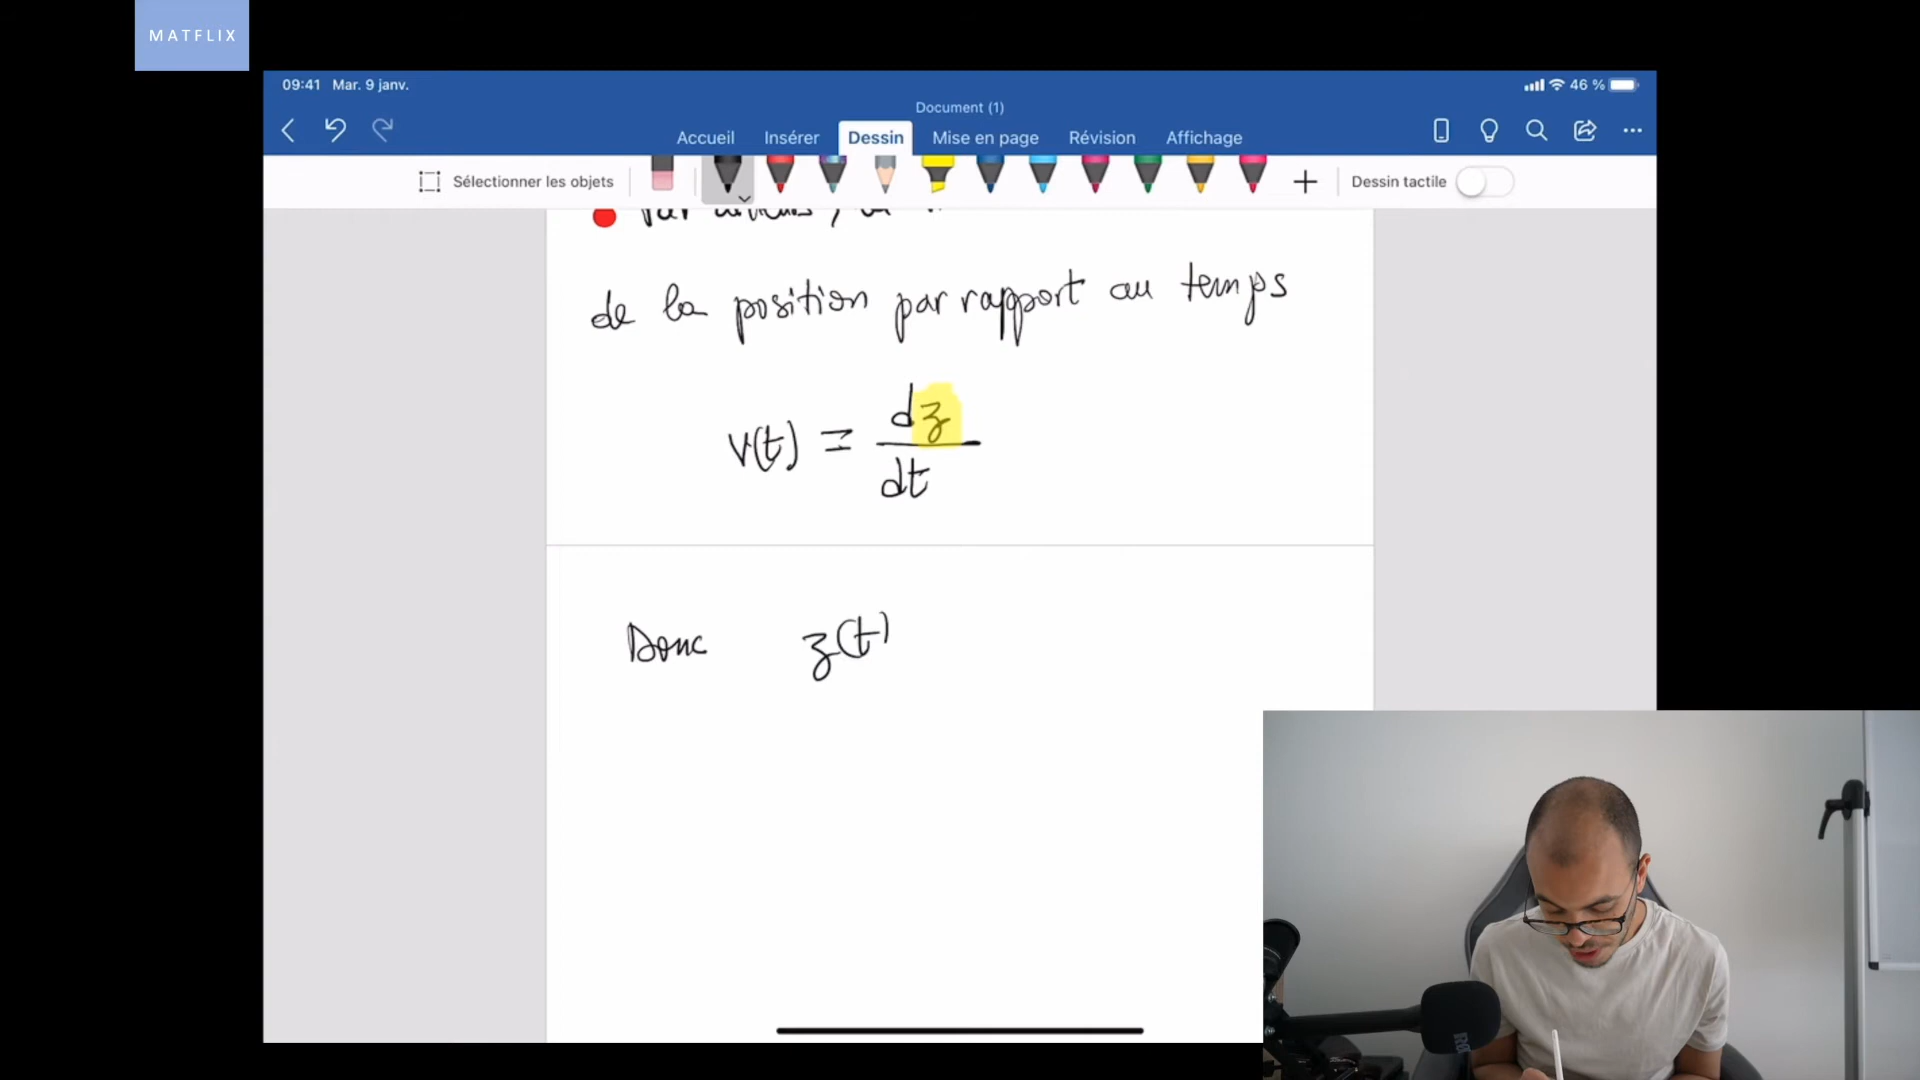 MATFLIX
09:41 Mar. 9 janv.
46 %
Document (1)
Accueil Insérer Dessin Mise en page Révision Affichage
Sélectionner les objets
Dessin tactile
de la position par rapport au temps
v(t) = dz
dt
Donc z(t)
RØ